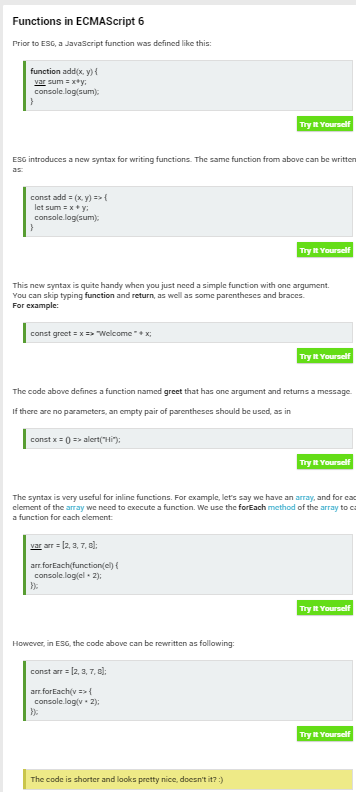 Functions in ECMAScript 6
Prior to ES6, a JavaScript function was defined like this:
function add(x, y) {
var sum = x+y;
console.log(sum);
}
Try It Yourself
ES6 introduces a new syntax for writing functions. The same function from above can be written
as:
const add = (x, y) => {
let sum = x + y;
console.log(sum);
}
Try It Yourself
This new syntax is quite handy when you just need a simple function with one argument.
You can skip typing function and return, as well as some parentheses and braces.
For example:
const greet = x => "Welcome " + x;
Try It Yourself
The code above defines a function named greet that has one argument and returns a message.
If there are no parameters, an empty pair of parentheses should be used, as in
const x = () => alert("Hi");
Try It Yourself
The syntax is very useful for inline functions. For example, let's say we have an array, and for eac
element of the array we need to execute a function. We use the forEach method of the array to ca
a function for each element:
var arr = [2, 3, 7, 8];
arr.forEach(function(el) {
console.log(el * 2);
});
Try It Yourself
However, in ES6, the code above can be rewritten as following:
const arr = [2, 3, 7, 8];
arr.forEach(v => {
console.log(v * 2);
});
Try It Yourself
The code is shorter and looks pretty nice, doesn't it? :)